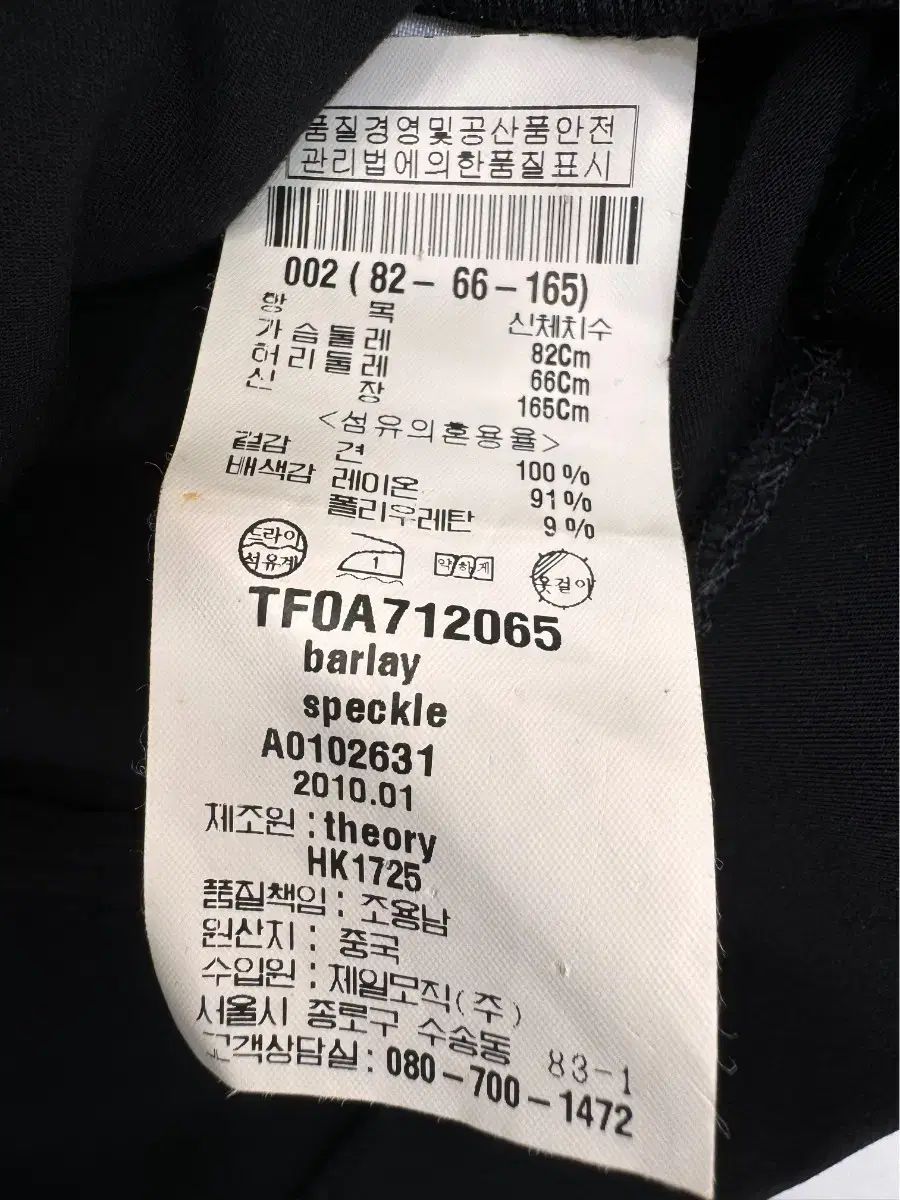 품질경영및공산품안전
관리법에의한품질표시
002 ( 82 - 66 - 165)
항 목 신체치수
가슴둘레 82Cm
허리둘레 66Cm
신 장 165Cm
<섬유의혼용율>
겉감 견 100 %
배색감 레이온 91 %
폴리우레탄 9 %
드라이 섬유계 1 약하게 옷걸이
TF0A712065
barlay
speckle
A0102631
2010.01
제조원 : theory
HK1725
품질책임 : 조용남
원산지 : 중국
수입원 : 제일모직(주)
서울시 종로구 수송동 83-1
고객상담실 : 080-700-1472